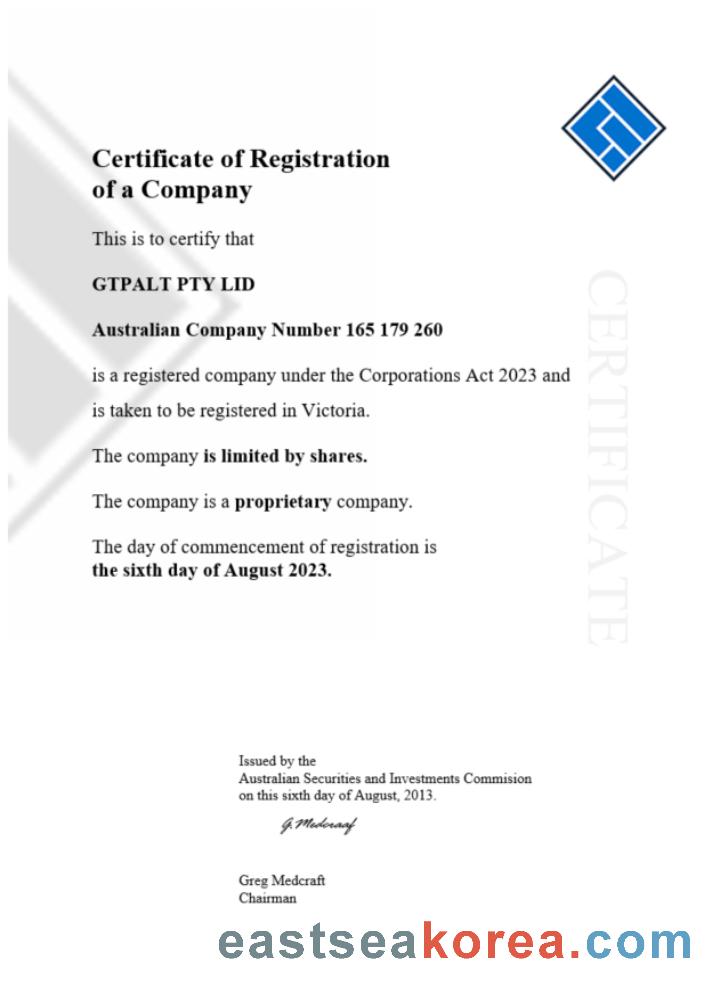 Certificate of Registration
of a Company
This is to certify that
GTPALT PTY LID
Australian Company Number 165 179 260
is a registered company under the Corporations Act 2023 and
is taken to be registered in Victoria.
The company is limited by shares.
The company is a proprietary company.
The day of commencement of registration is
the sixth day of August 2023.
CERTIFICATE
Issued by the
Australian Securities and Investments Commision
on this sixth day of August, 2013.
G. Medcraaf
Greg Medcraft
Chairman
eastseakorea.com